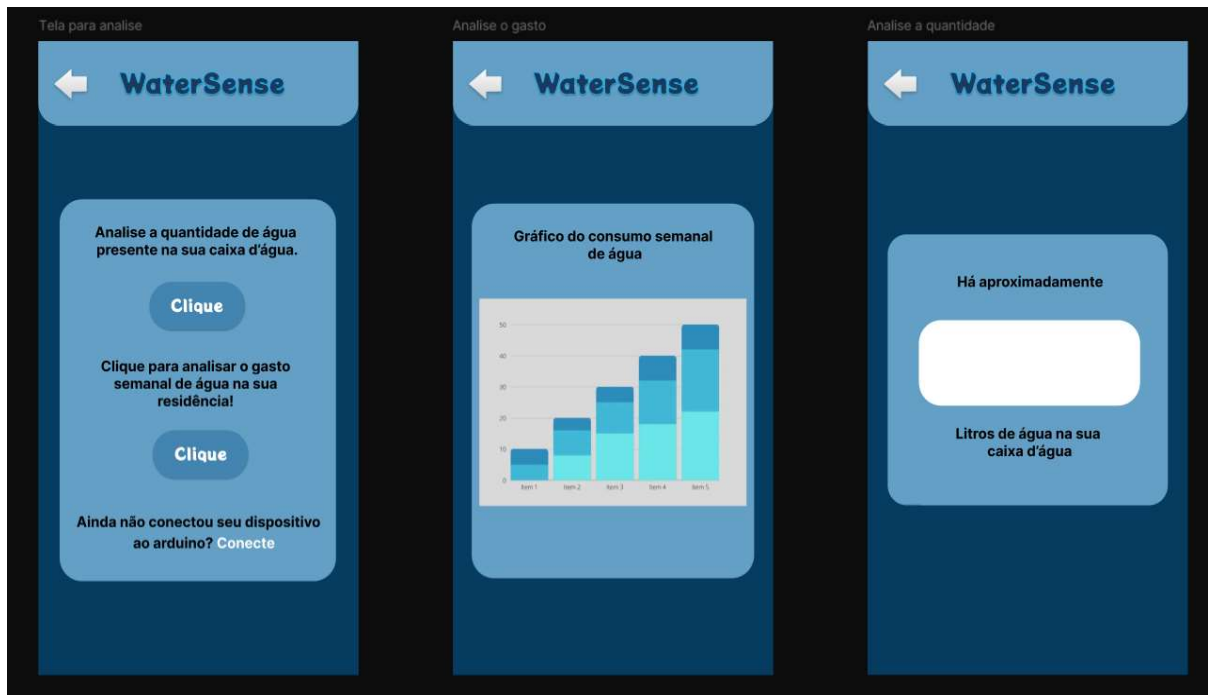 Tela para analise
WaterSense
Analise a quantidade de água
presente na sua caixa d'água.
Clique
Clique para analisar o gasto
semanal de água na sua
residência!
Clique
Ainda não conectou seu dispositivo
ao arduino? Conecte
Analise o gasto
WaterSense
Gráfico do consumo semanal
de água
50
40
30
20
10
0
Item 1 Item 2 Item 3 Item 4 Item 5
Analise a quantidade
WaterSense
Há aproximadamente
Litros de água na sua
caixa d'água